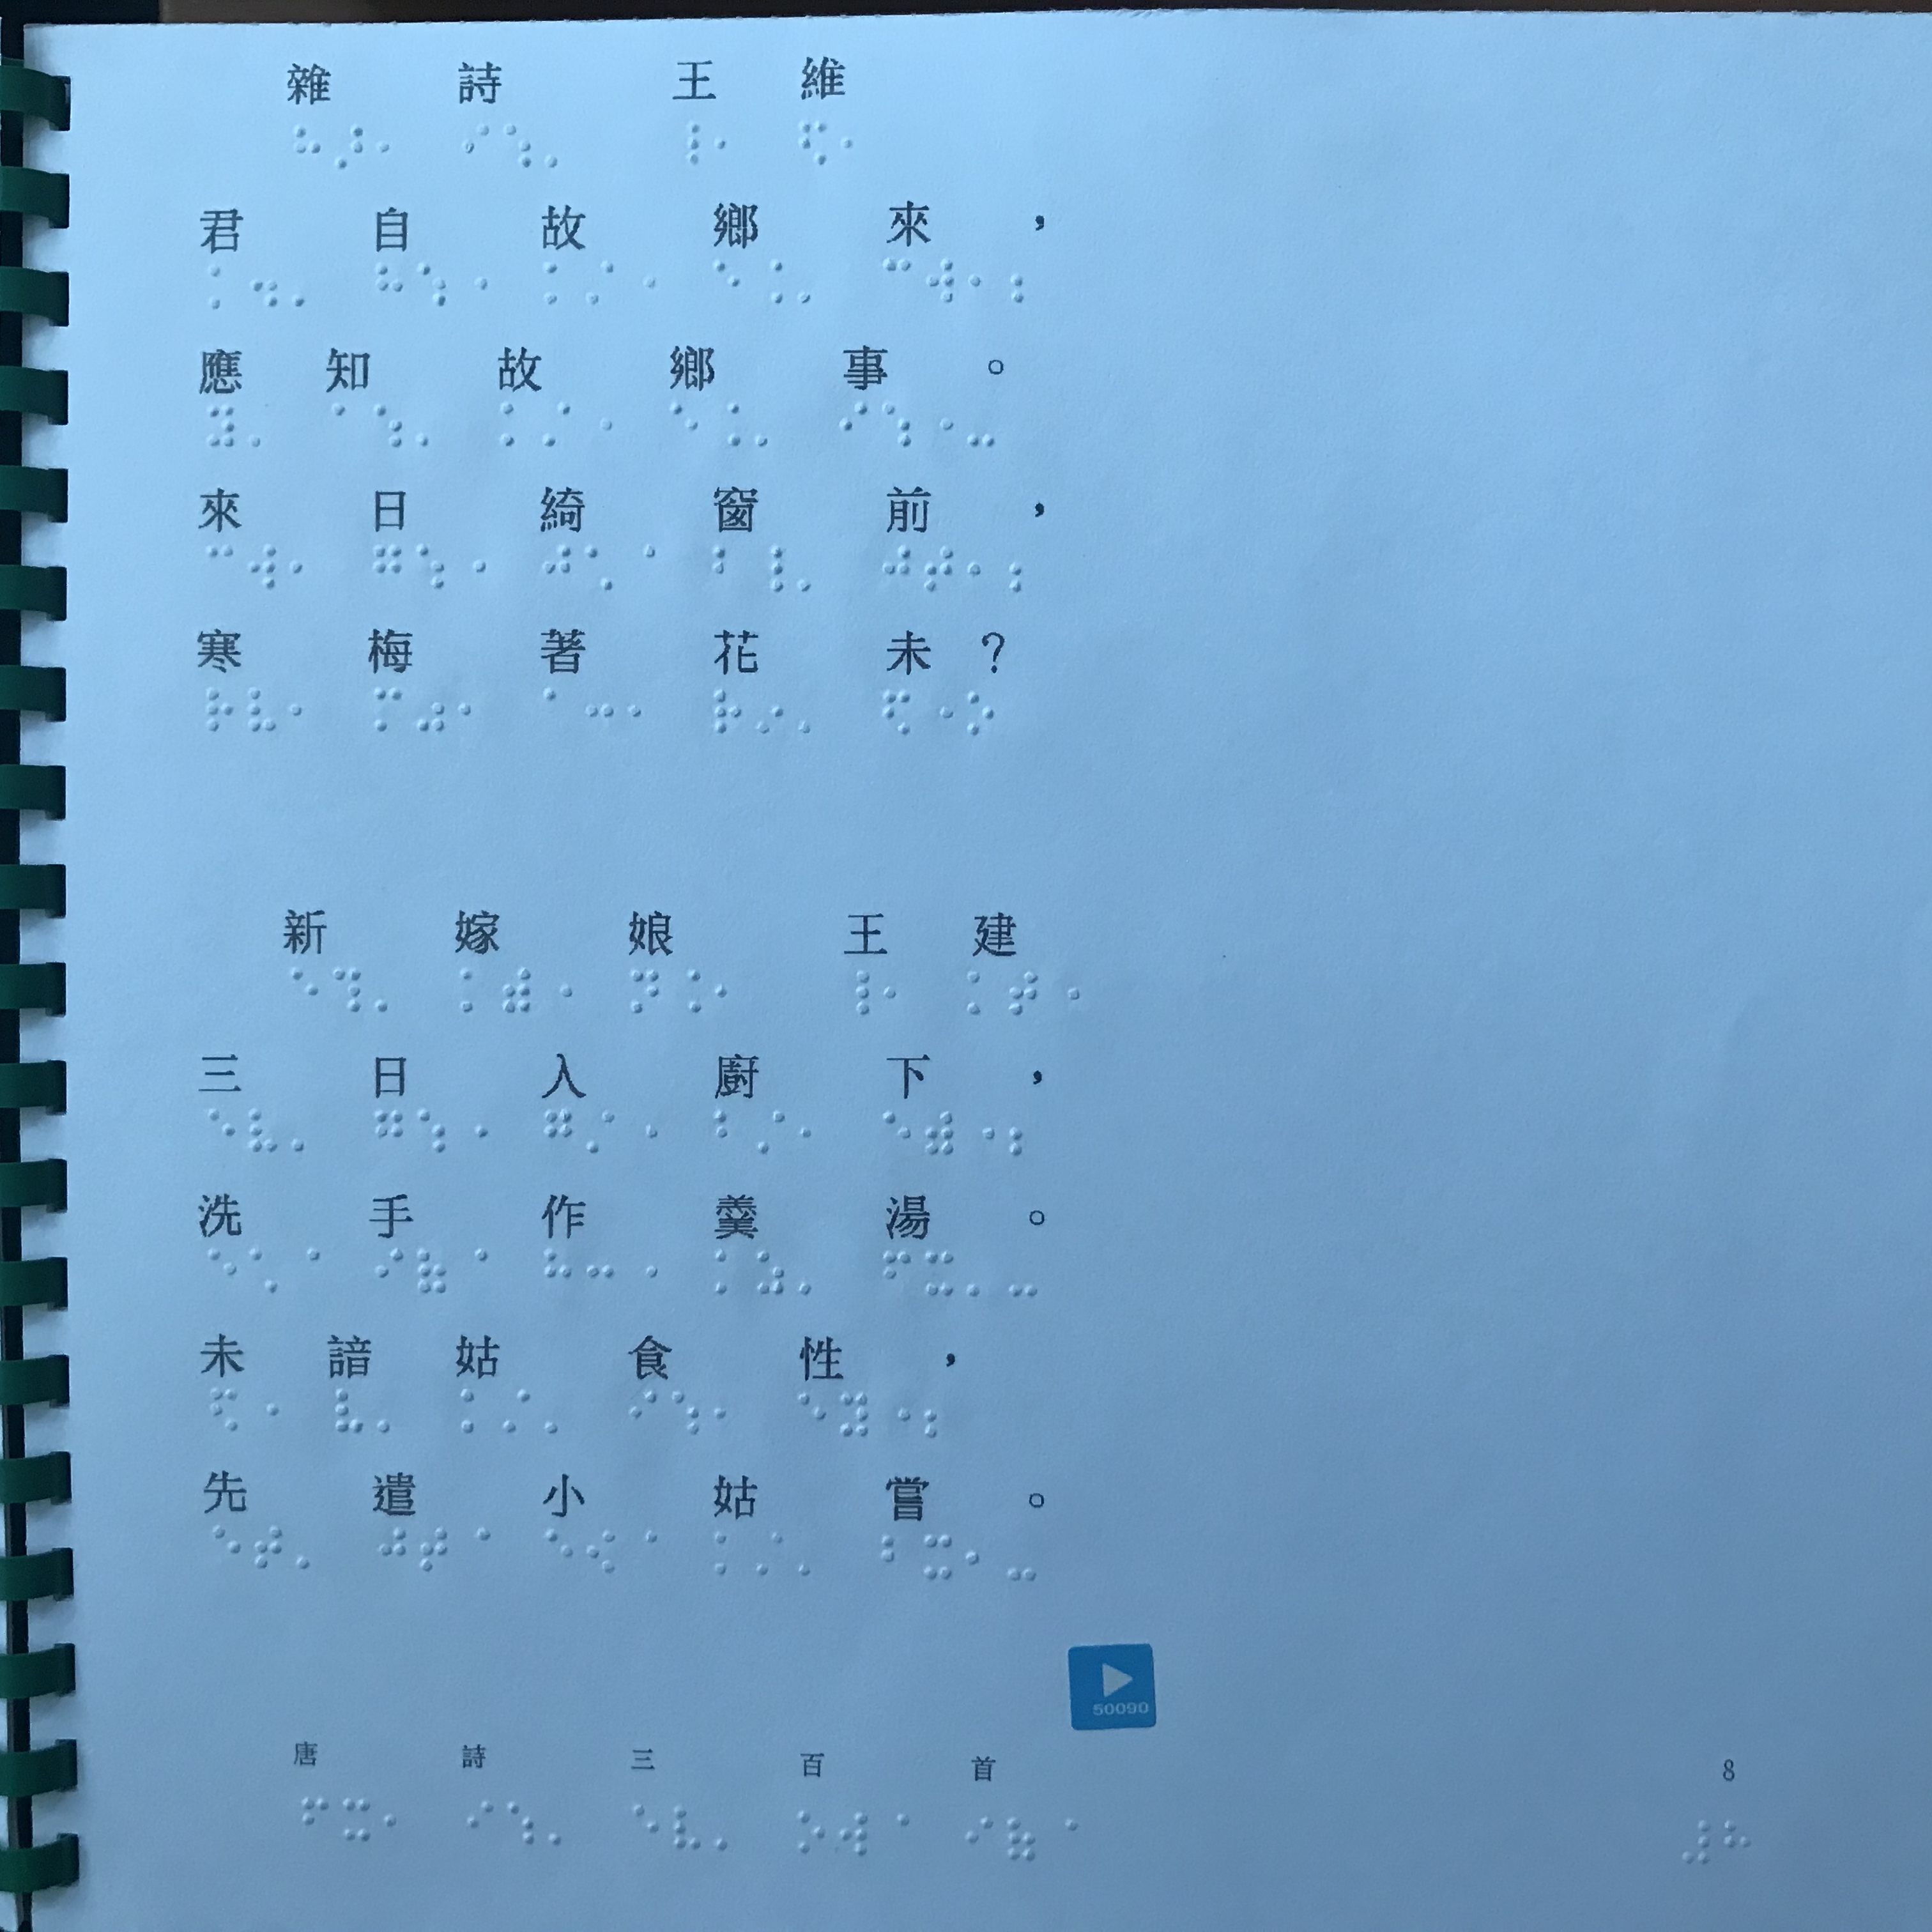 雜詩 王維
君自故鄉來，
應知故鄉事。
來日綺窗前，
寒梅著花未？
新嫁娘 王建
三日入廚下，
洗手作羹湯。
未諳姑食性，
先遣小姑嘗。
50090
唐詩三百首 8